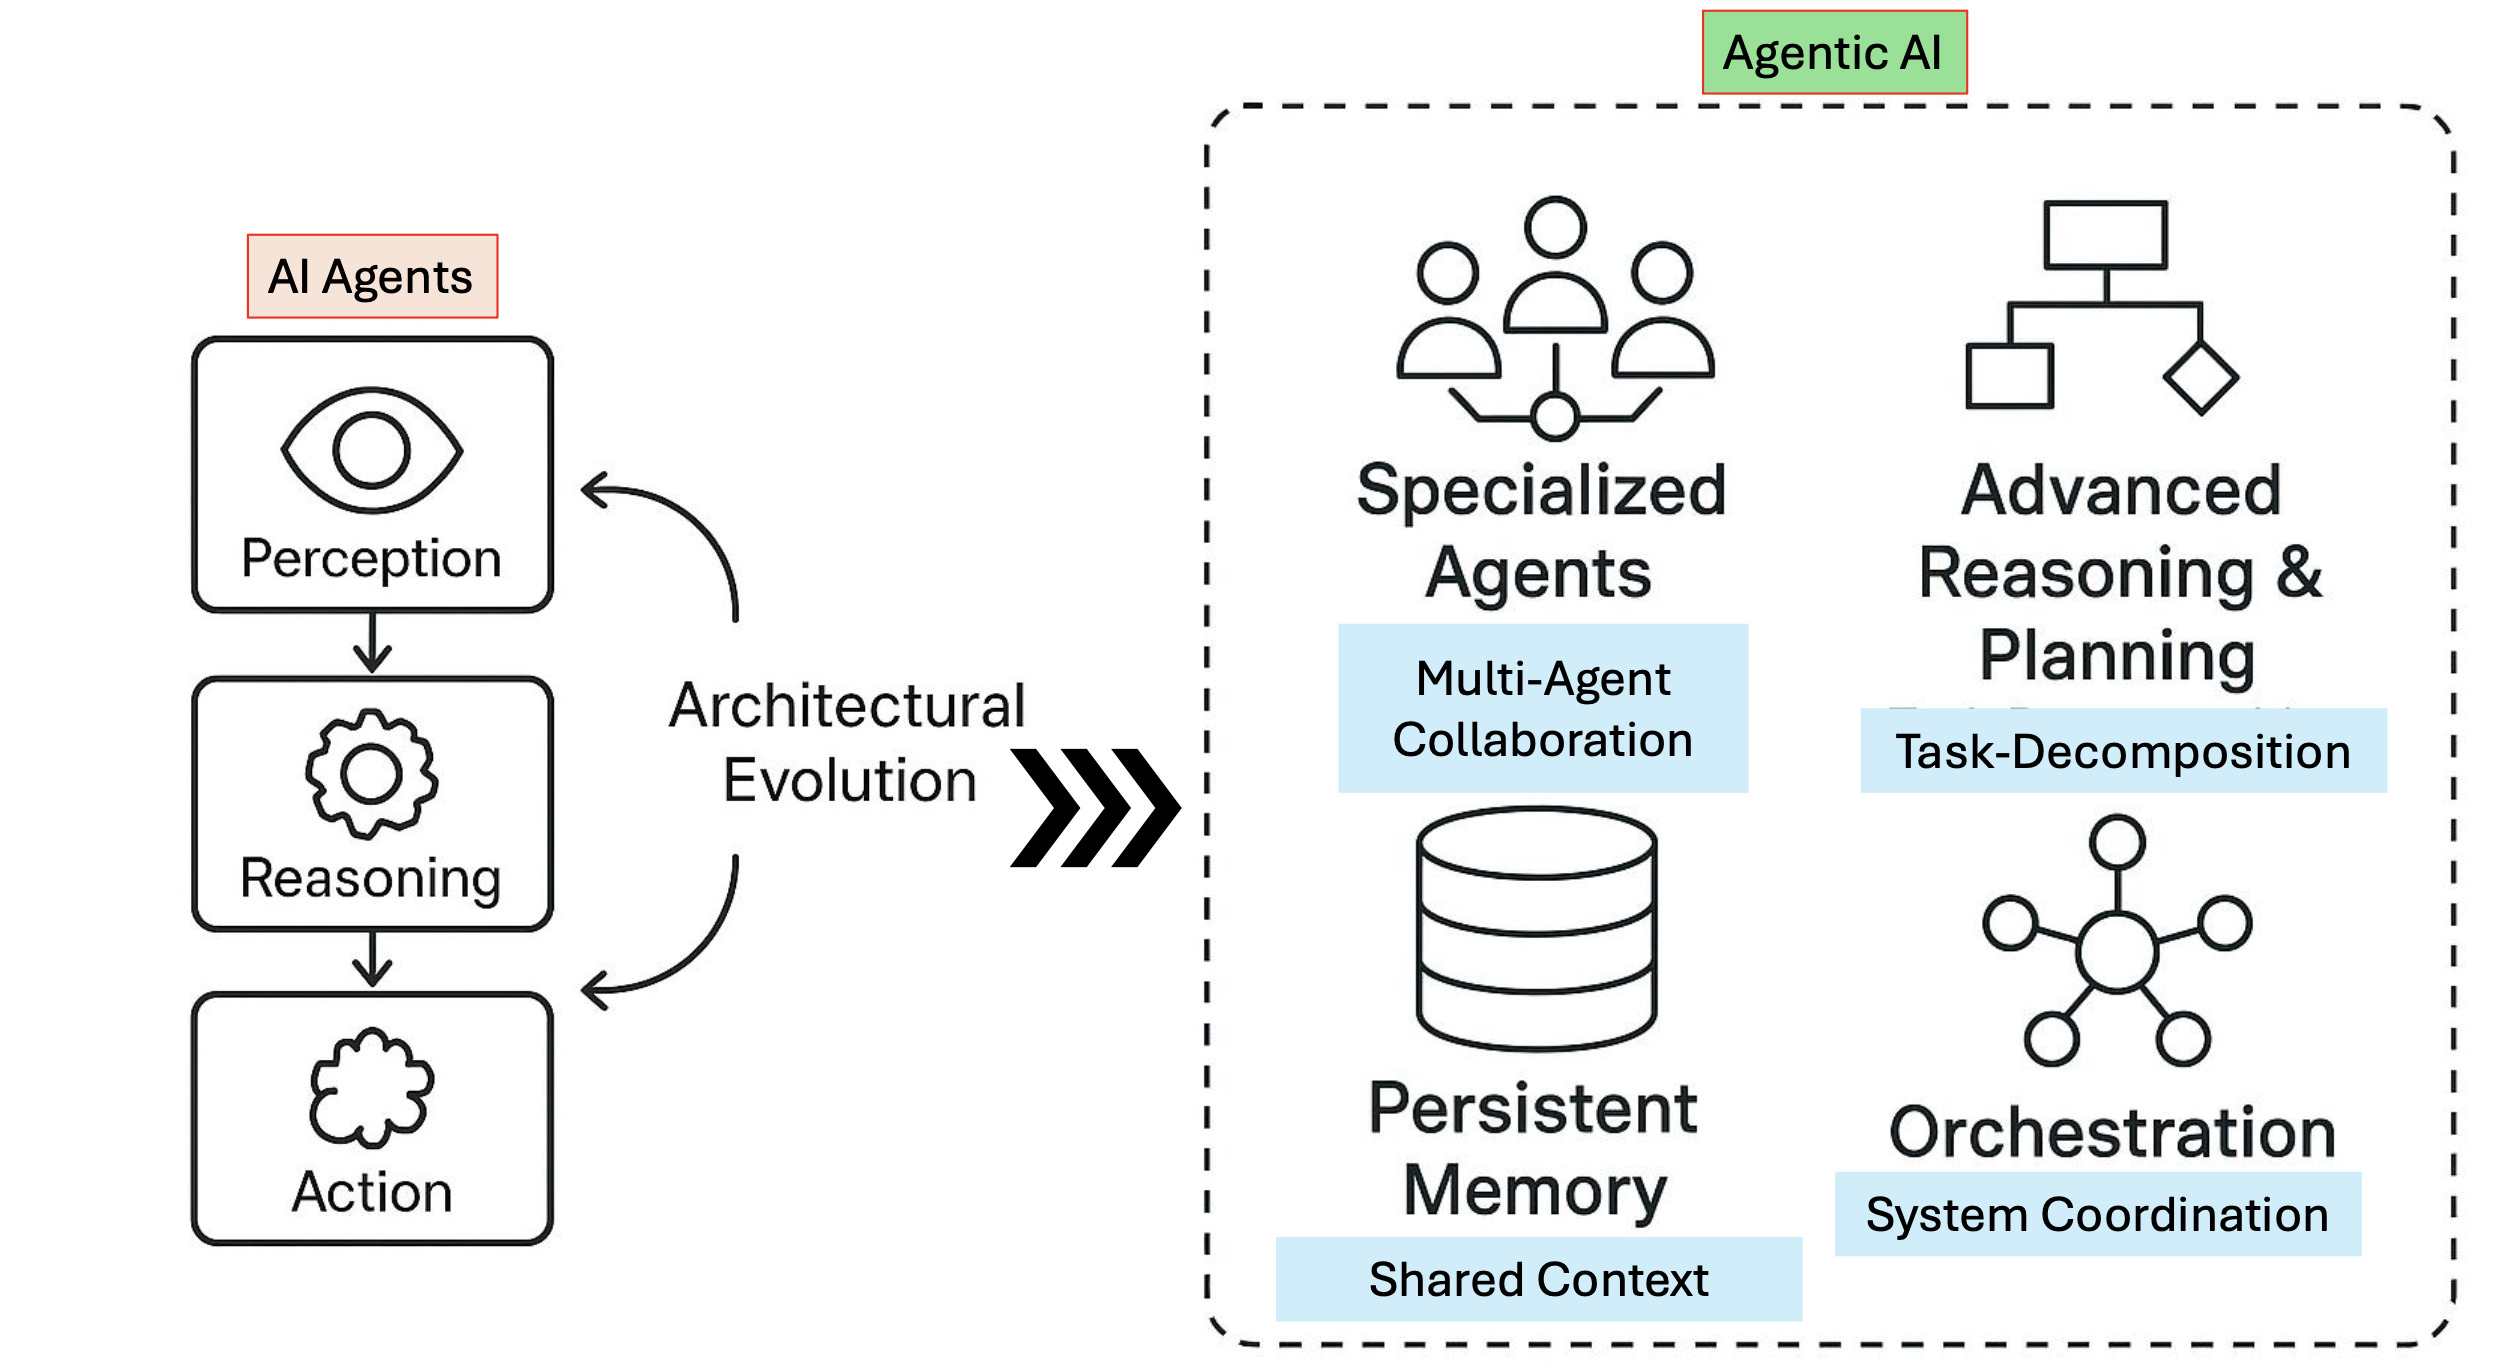 AI Agents
Perception
Reasoning
Action
Architectural
Evolution
Agentic AI
Specialized
Agents
Multi-Agent
Collaboration
Advanced
Reasoning &
Planning
Task-Decomposition
Persistent
Memory
Shared Context
Orchestration
System Coordination